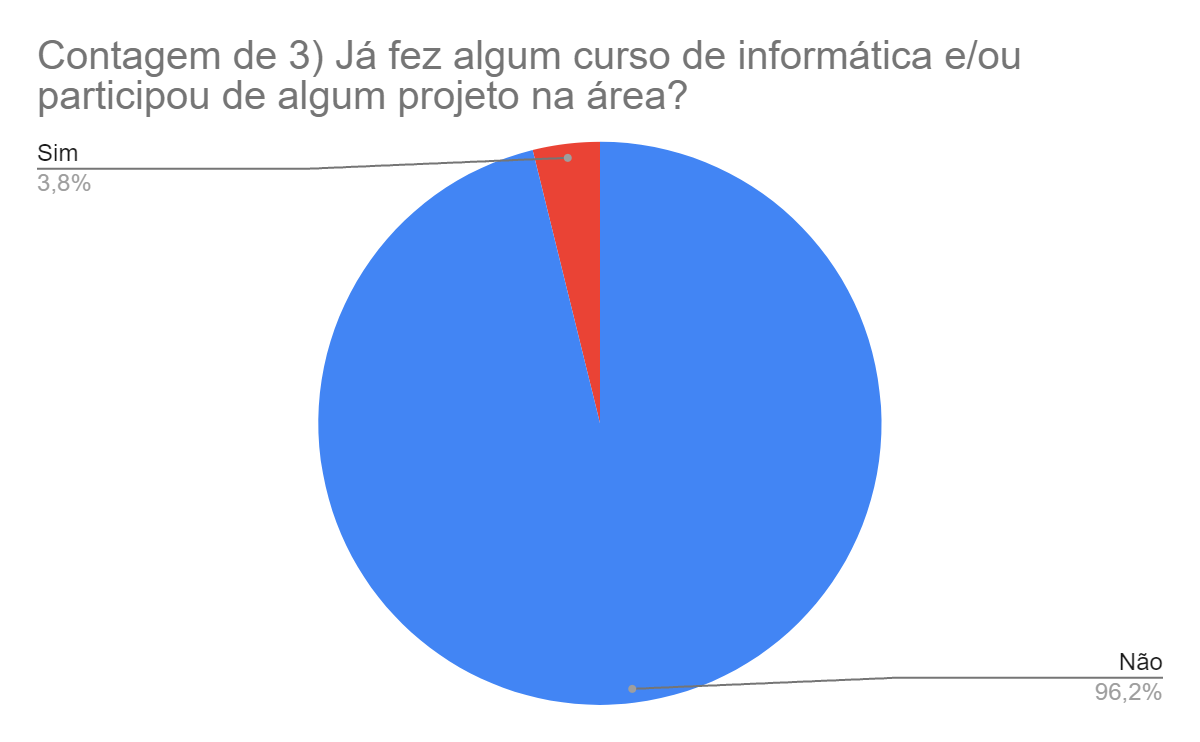 Contagem de 3) Já fez algum curso de informática e/ou
participou de algum projeto na área?
Sim
3,8%
Não
96,2%